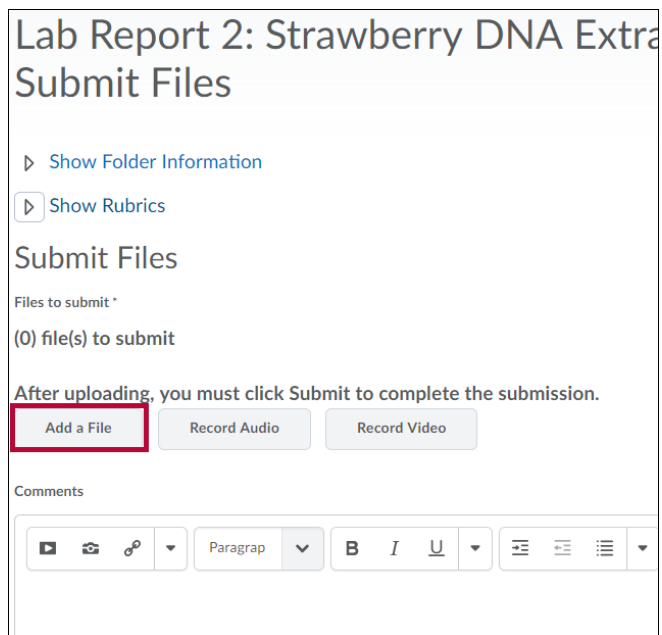 Lab Report 2: Strawberry DNA Extra
Submit Files
Show Folder Information
Show Rubrics
Submit Files
Files to submit *
(0) file(s) to submit
After uploading, you must click Submit to complete the submission.
Add a File Record Audio Record Video
Comments
Paragrap B I U